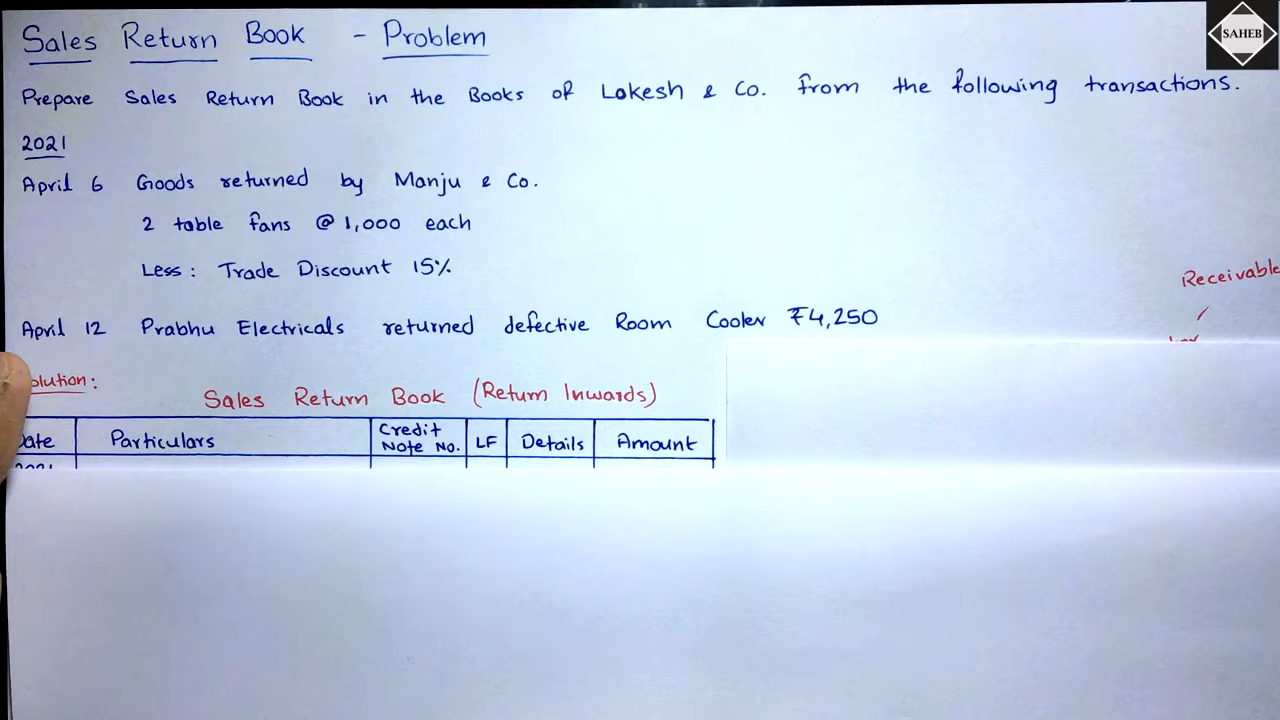 SAHEB
Sales Return Book - Problem
Prepare Sales Return Book in the Books of Lokesh & Co. from the following transactions.
2021
April 6 Goods returned by Manju & Co.
2 table fans @ 1,000 each
Less: Trade Discount 15%
Receivable
April 12 Prabhu Electricals returned defective Room Cooler ₹4,250
olution:
Sales Return Book (Return Inwards)
Date Particulars Credit Note No. LF Details Amount